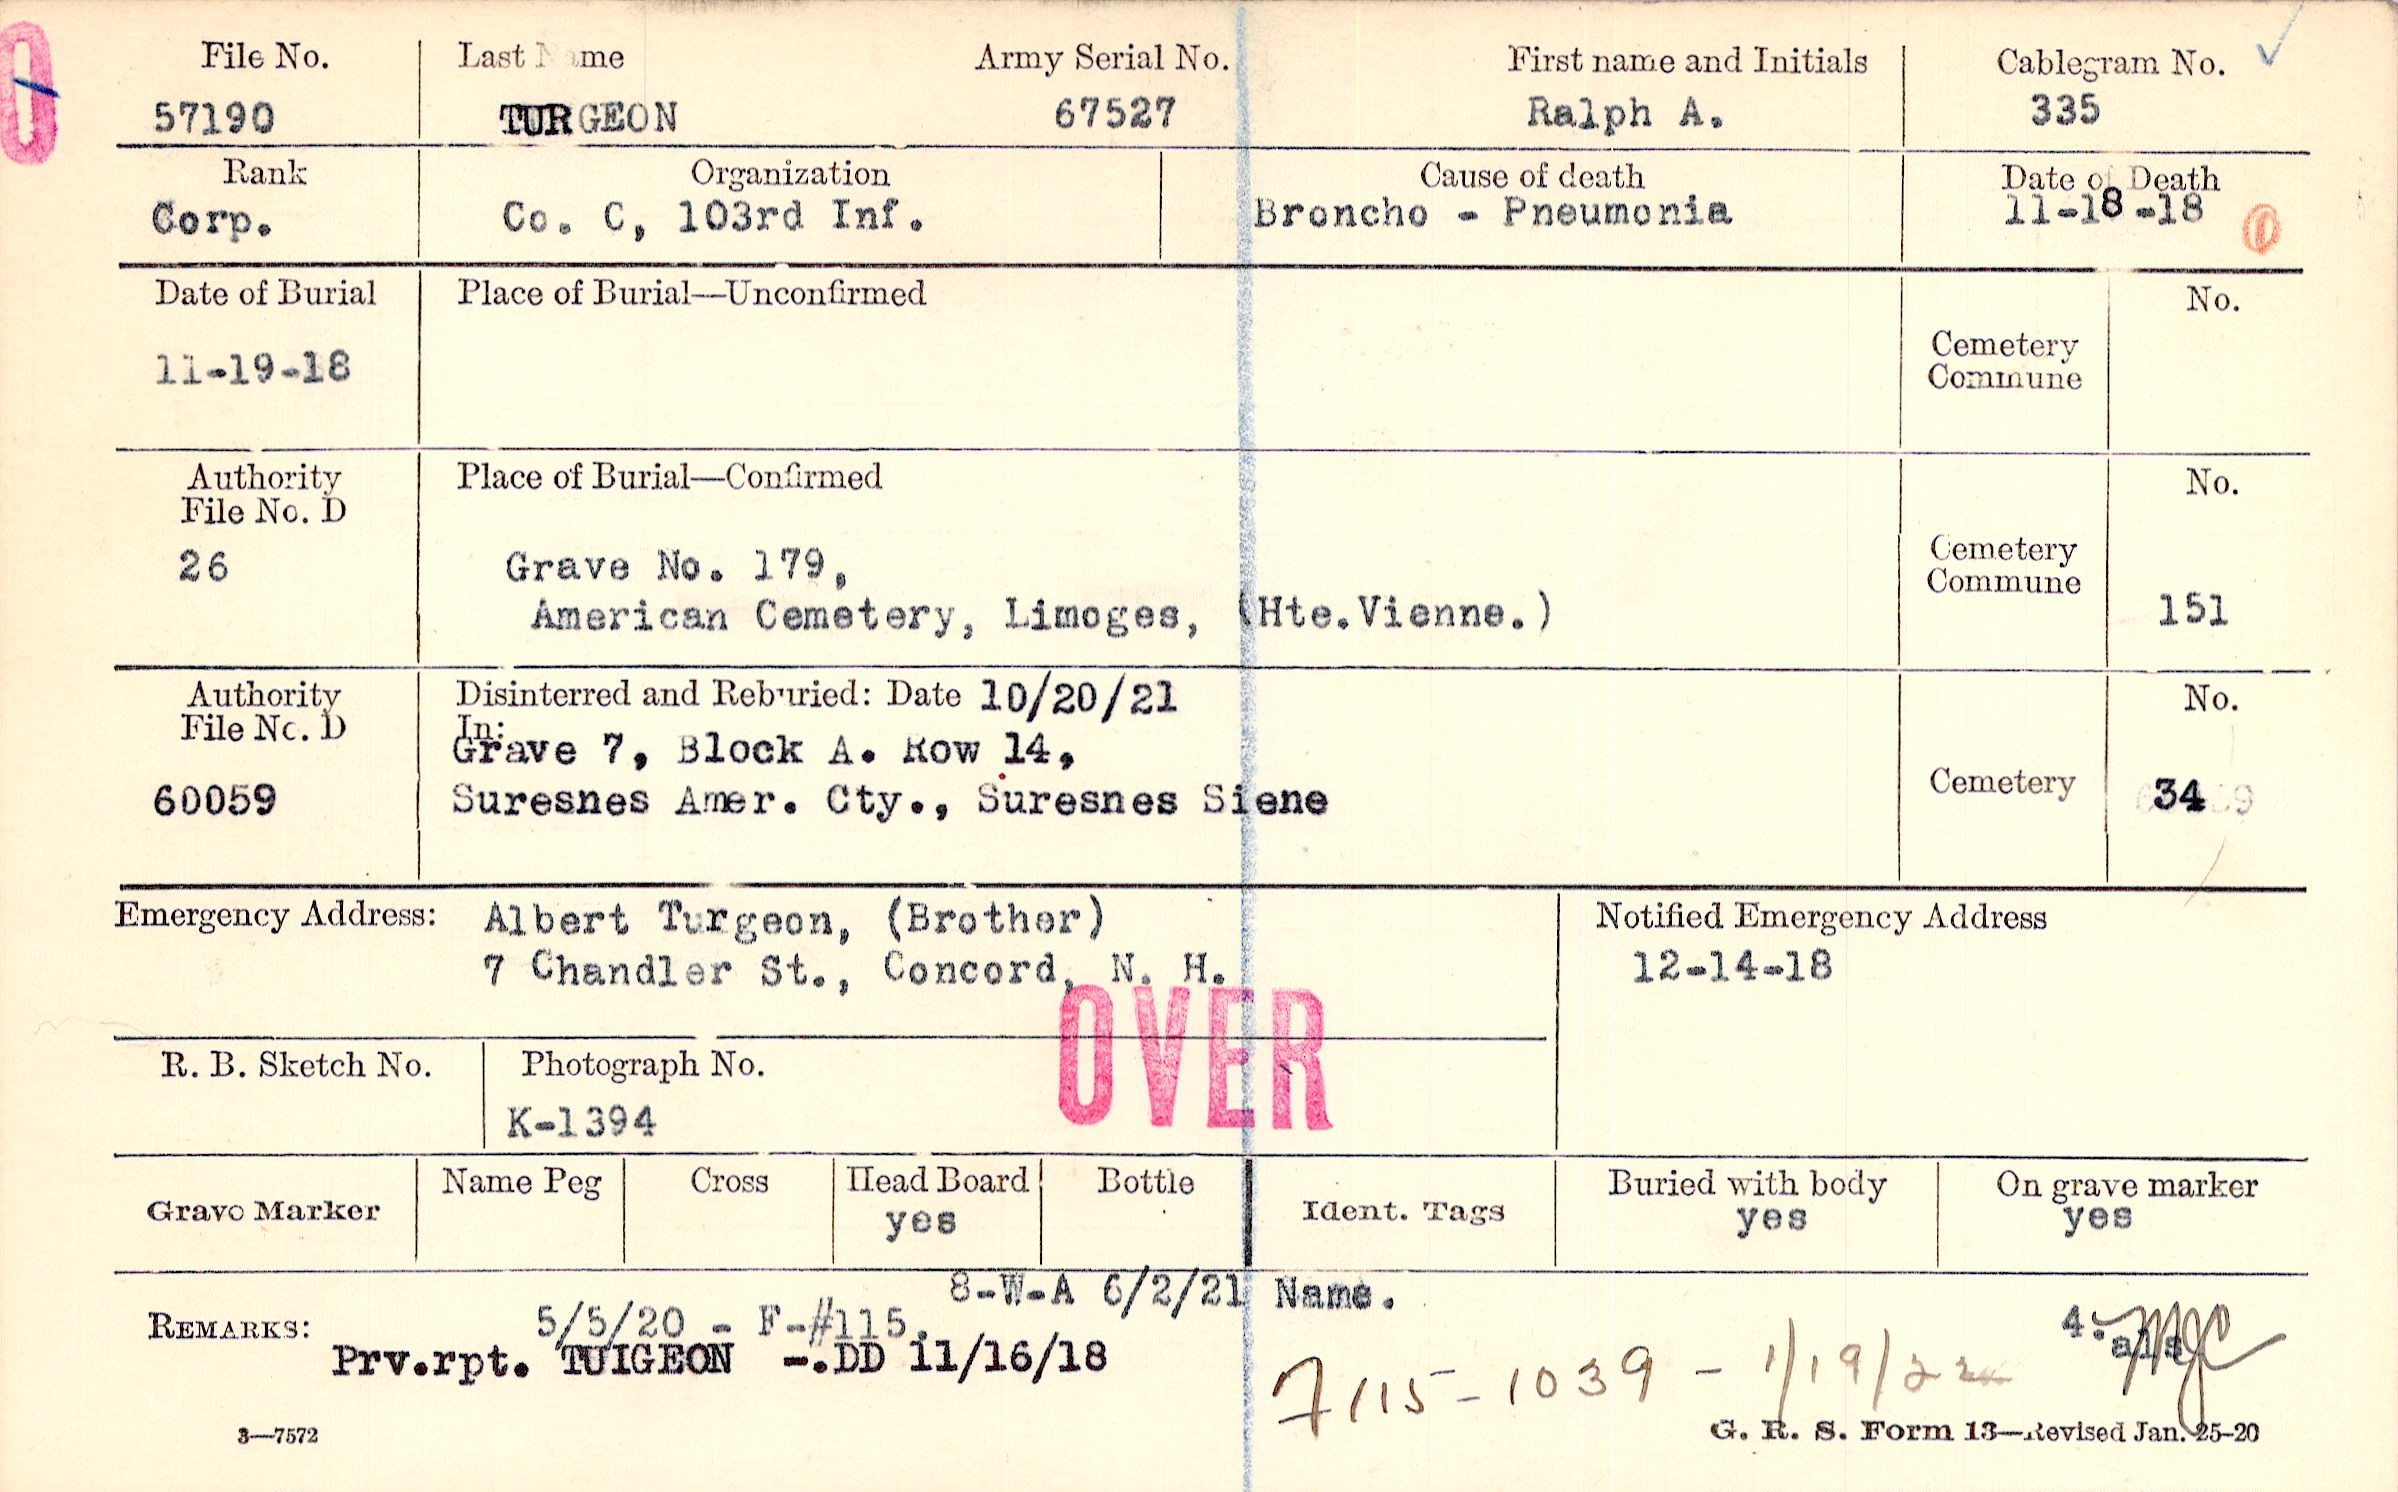 File No. Last Name Army Serial No. First name and Initials Cablegram No.
57190 TURGEON 67527 Ralph A. 335
Rank Organization Cause of death Date of Death
Corp. Co. C, 103rd Inf. Broncho - Pneumonia 11-18-18
Date of Burial Place of Burial—Unconfirmed No.
11-19-18 Cemetery
Commune
Authority Place of Burial—Confirmed No.
File No. D
26 Grave No. 179, Cemetery
Commune
American Cemetery, Limoges, (Hte.Vienne.) 151
Authority Disinterred and Reburied: Date 10/20/21 No.
File No. D In:
Grave 7, Block A. Row 14,
60059 Suresnes Amer. Cty., Suresnes Siene Cemetery 34
Emergency Address: Albert Turgeon, (Brother) Notified Emergency Address
7 Chandler St., Concord, N. H. 12-14-18
OVER
R. B. Sketch No. Photograph No.
K-1394
Grave Marker Name Peg Cross Head Board Bottle Ident. Tags Buried with body On grave marker
yes yes yes
8-W-A 6/2/21 Name.
REMARKS: 5/5/20 - F-#115. 4.
Prv.rpt. TUIGEON -.DD 11/16/18 als
7115-1039 - 1/19/22
3—7572 G. R. S. Form 13—Revised Jan. 25-20